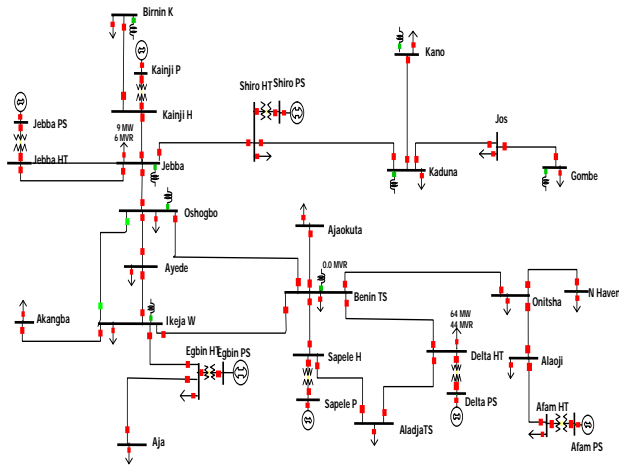 Birnin K
Kainji P
Kano
Shiro HT
Shiro PS
Kainji H
Jebba PS
9 MW
6 MVR
Jos
Jebba HT
Jebba
Kaduna
Gombe
Oshogbo
Ajaokuta
Ayede
0.0 MVR
Benin TS
N Haven
Onitsha
64 MW
44 MVR
Akangba
Ikeja W
Egbin HT
Egbin PS
Sapele H
Delta HT
Alaoji
Sapele P
Delta PS
Afam HT
AladjaTS
Afam PS
Aja